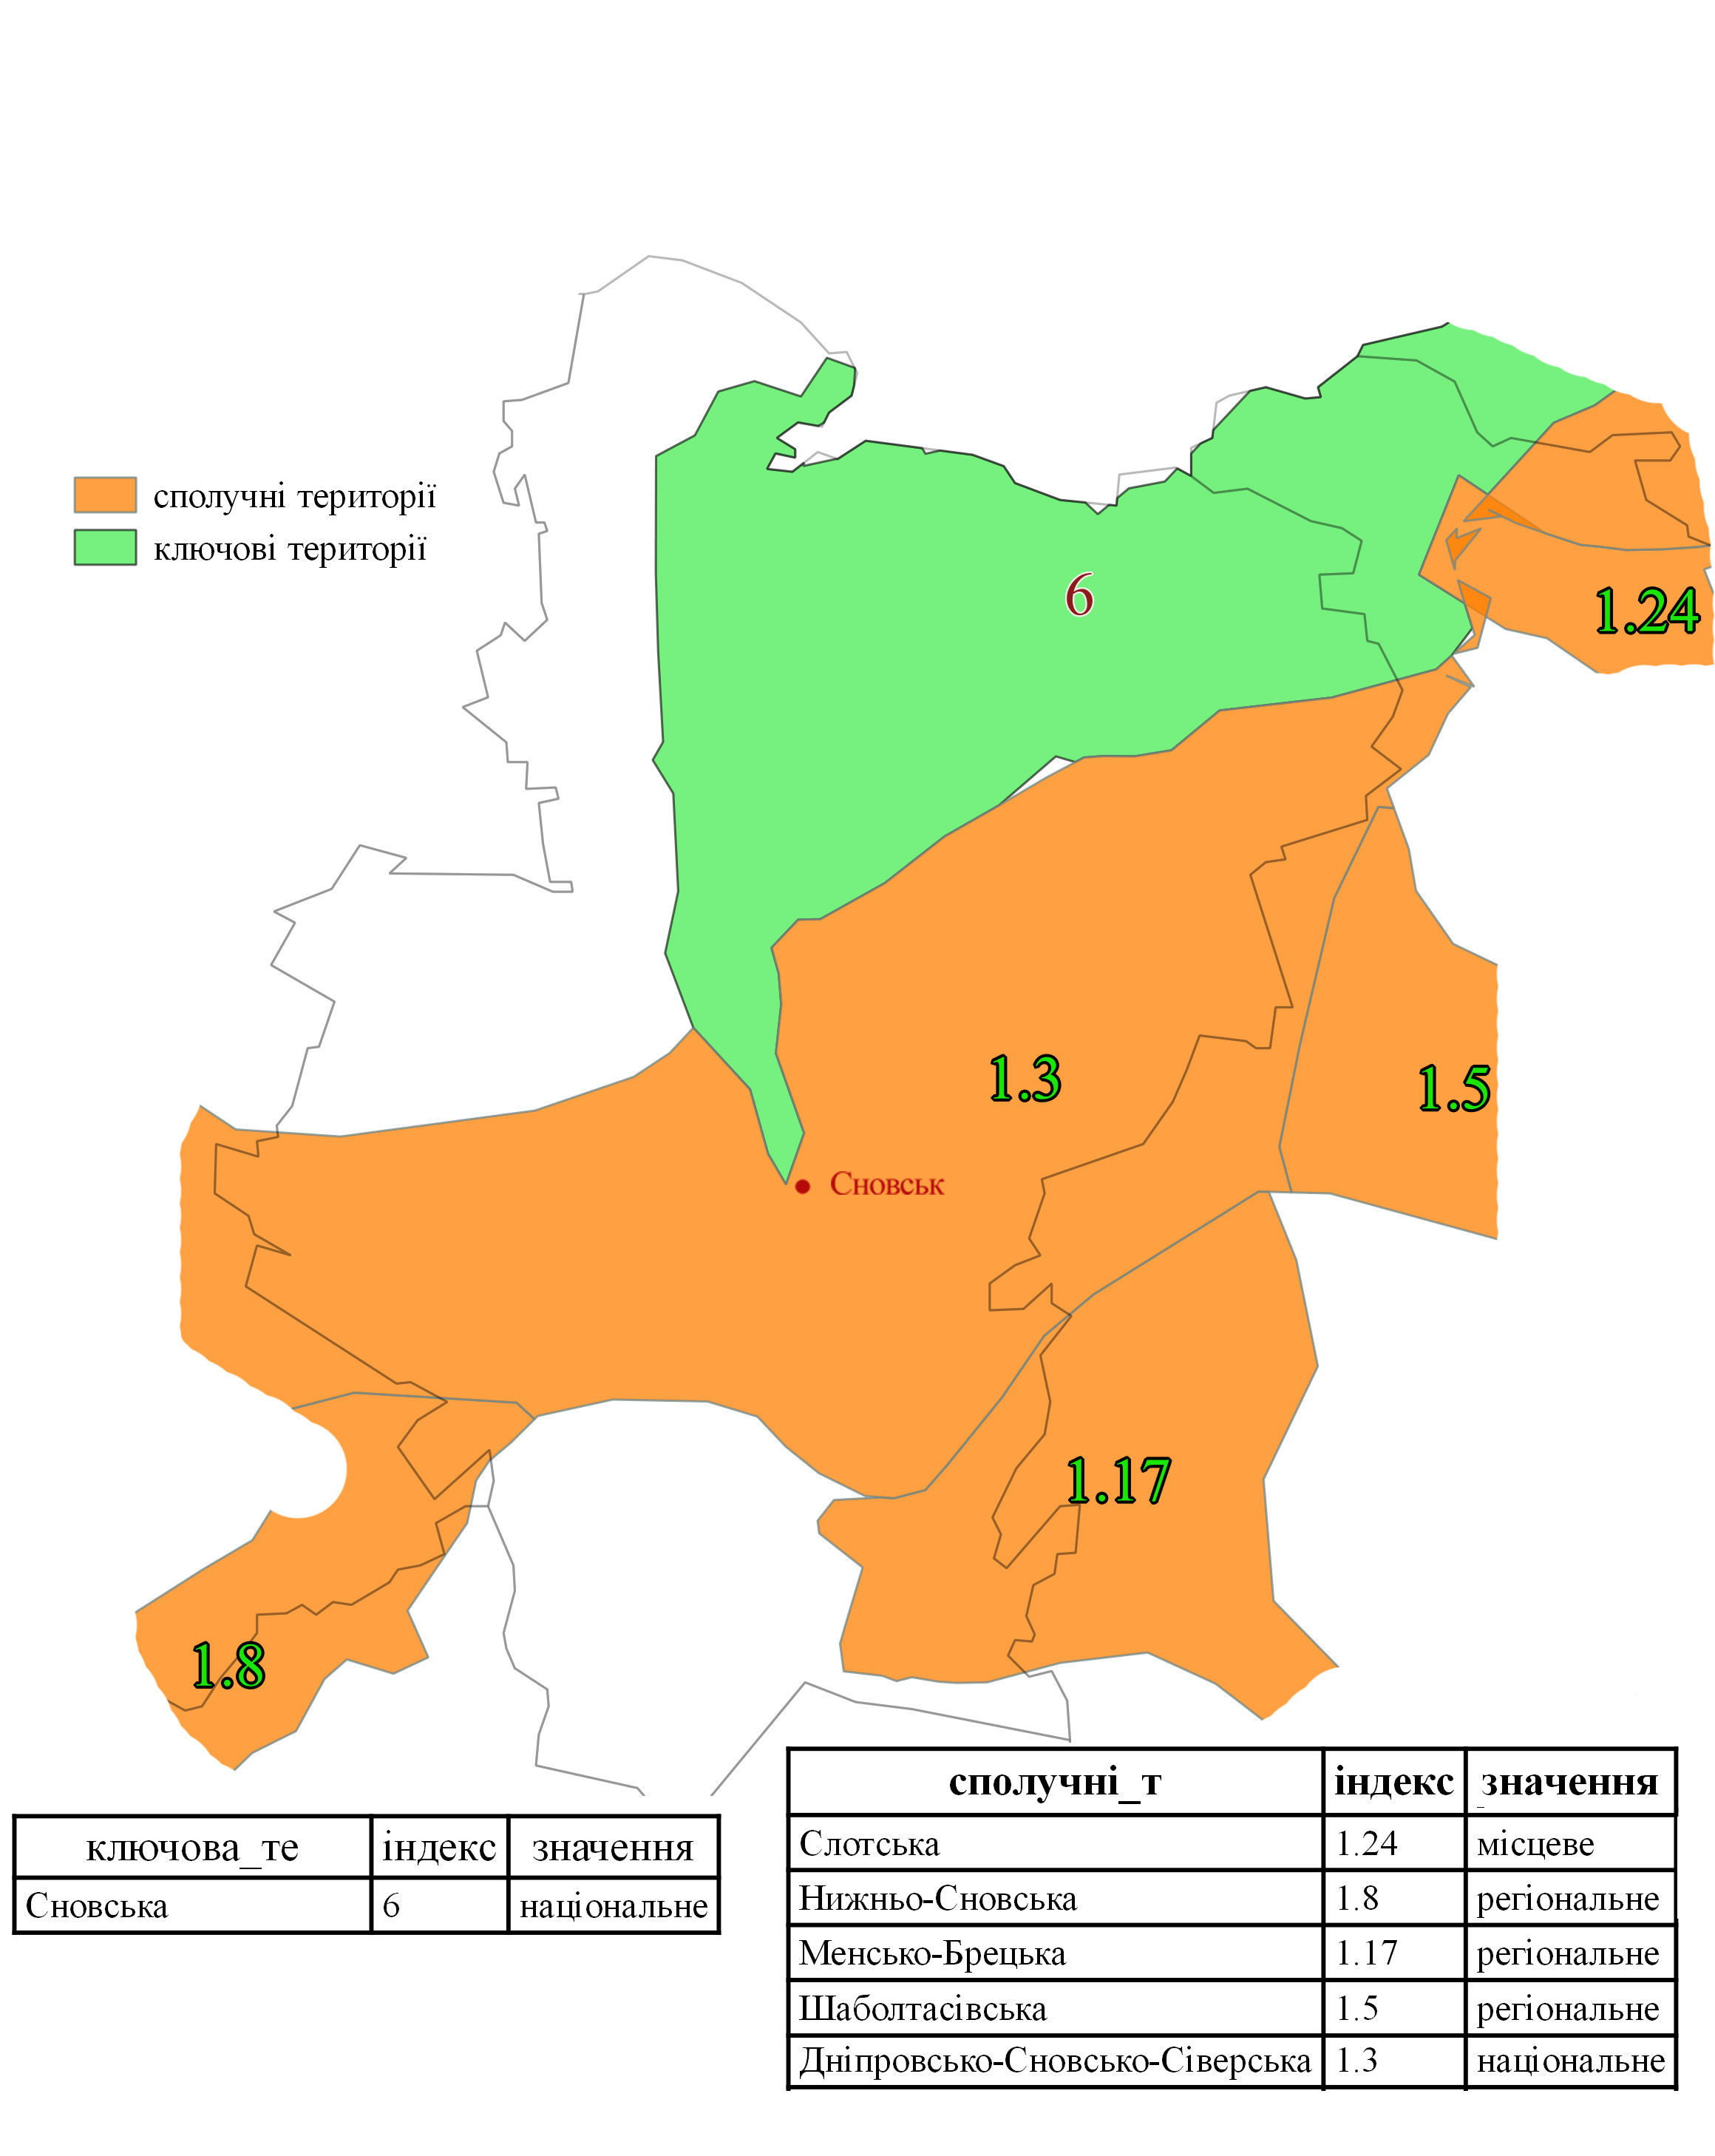 сполучні території
ключові території
6
1.24
1.3
1.5
Сновськ
1.17
1.8
ключова_те індекс значення
Сновська 6 національне
сполучні_т індекс значення
Слотська 1.24 місцеве
Нижньо-Сновська 1.8 регіональне
Менсько-Брецька 1.17 регіональне
Шаболтасівська 1.5 регіональне
Дніпровсько-Сновсько-Сіверська 1.3 національне